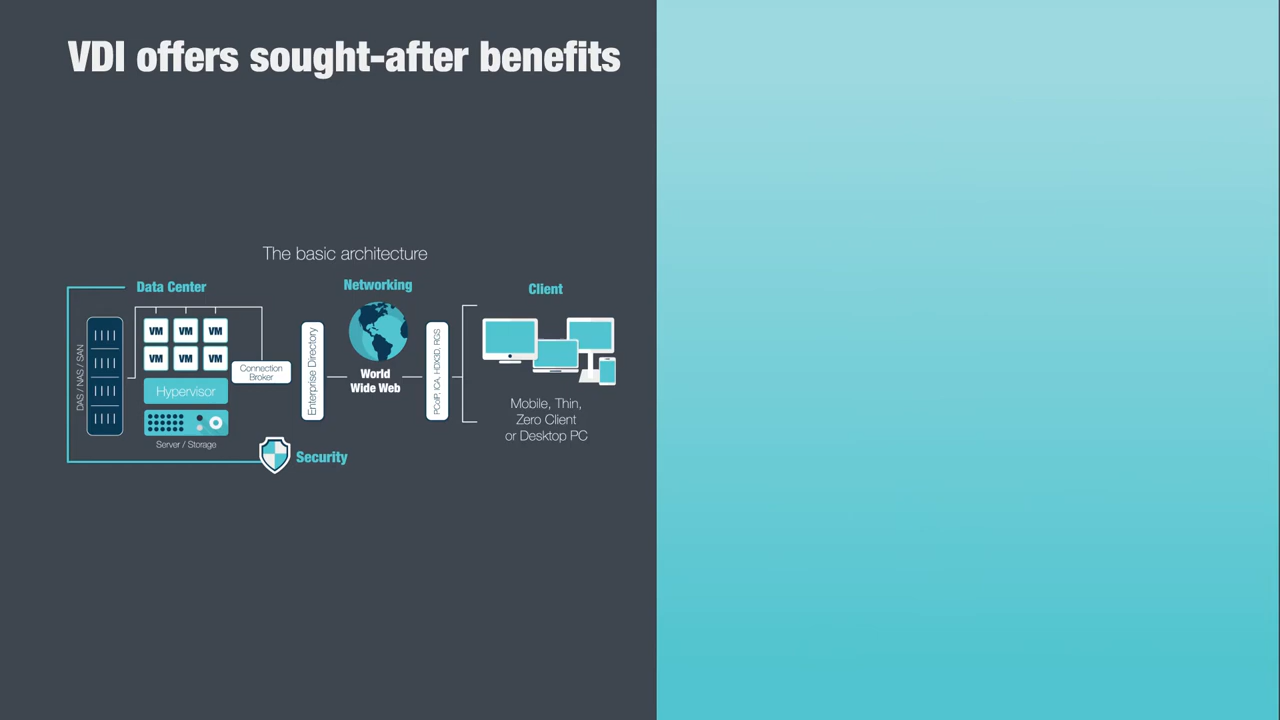 VDI offers sought-after benefits
The basic architecture
Data Center
Networking
Client
DAS / NAS / SAN
VM VM VM
VM VM VM
Hypervisor
Server / Storage
Connection
Broker
Enterprise Directory
World
Wide Web
PCoIP, ICA, HDX3D, RGS
Mobile, Thin,
Zero Client
or Desktop PC
Security